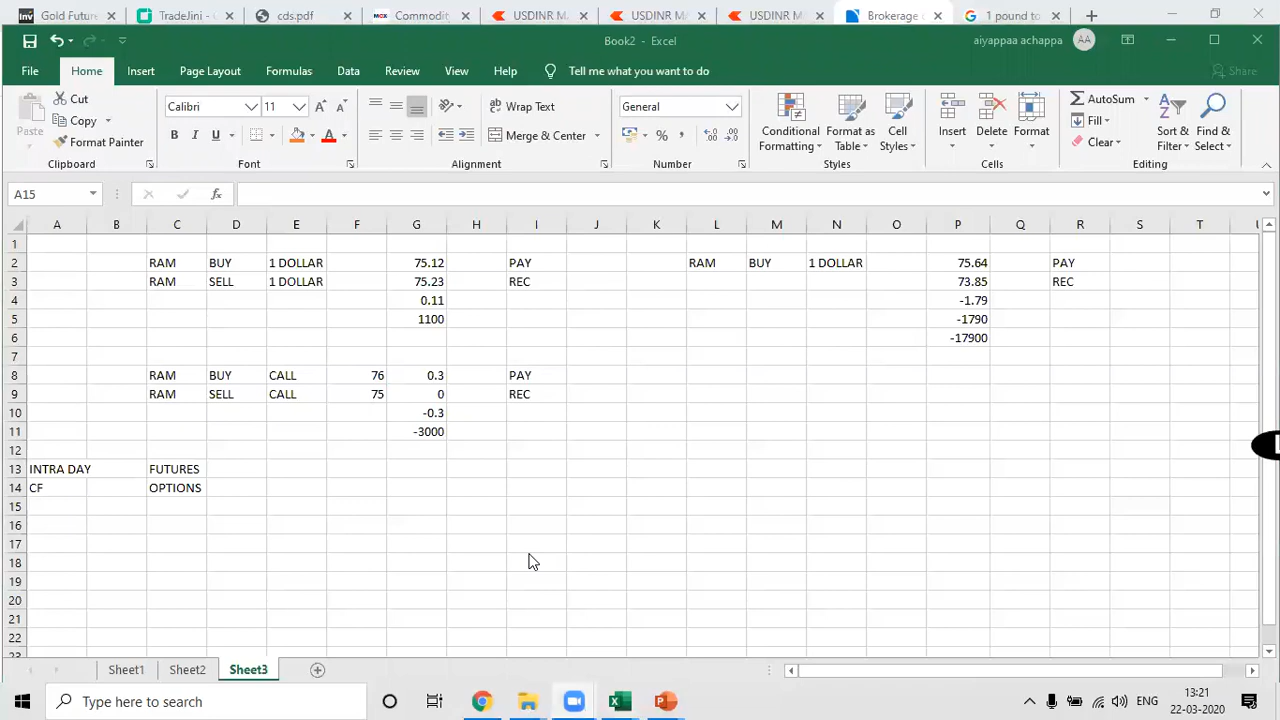 Gold Future: TradeJini - cds.pdf Commodity USDINR M USDINR M USDINR M Brokerage 1 pound to
Book2 - Excel aiyappaa achappa AA
File Home Insert Page Layout Formulas Data Review View Help Tell me what you want to do Share
Paste Cut Copy Format Painter Clipboard
Calibri 11 B I U Font
Wrap Text Merge & Center Alignment
General % , Number
Conditional Formatting Format as Table Cell Styles Styles
Insert Delete Format Cells
AutoSum Fill Clear Sort & Filter Find & Select Editing
A15 fx
A B C D E F G H I J K L M N O P Q R S T U
1
2 RAM BUY 1 DOLLAR 75.12 PAY RAM BUY 1 DOLLAR 75.64 PAY
3 RAM SELL 1 DOLLAR 75.23 REC 73.85 REC
4 0.11 -1.79
5 1100 -1790
6 -17900
7
8 RAM BUY CALL 76 0.3 PAY
9 RAM SELL CALL 75 0 REC
10 -0.3
11 -3000
12
13 INTRA DAY FUTURES
14 CF OPTIONS
15
16
17
18
19
20
21
22
23
Sheet1 Sheet2 Sheet3
Type here to search ENG 13:21
22-03-2020